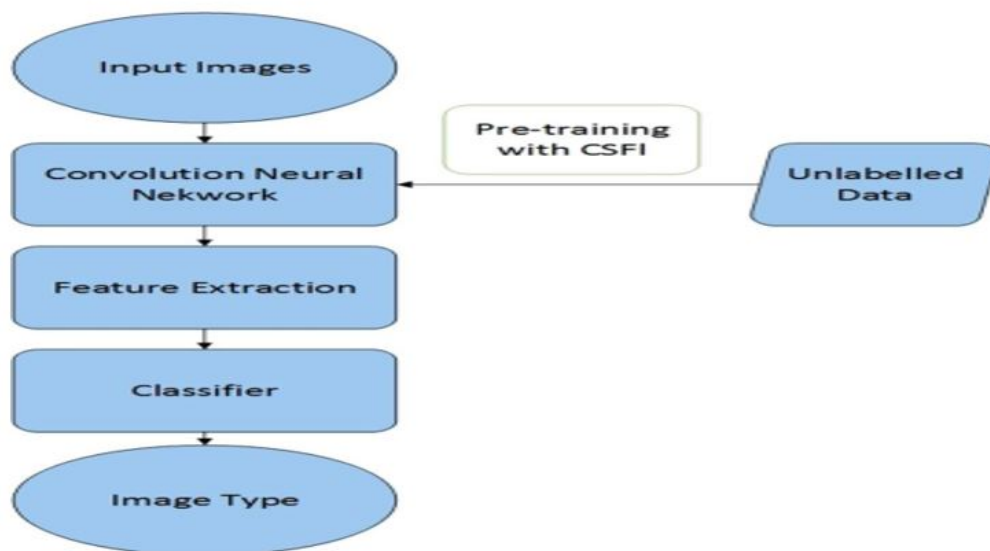 Input Images
Pre-training
with CSFI
Convolution Neural
Nekwork
Unlabelled
Data
Feature Extraction
Classifier
Image Type